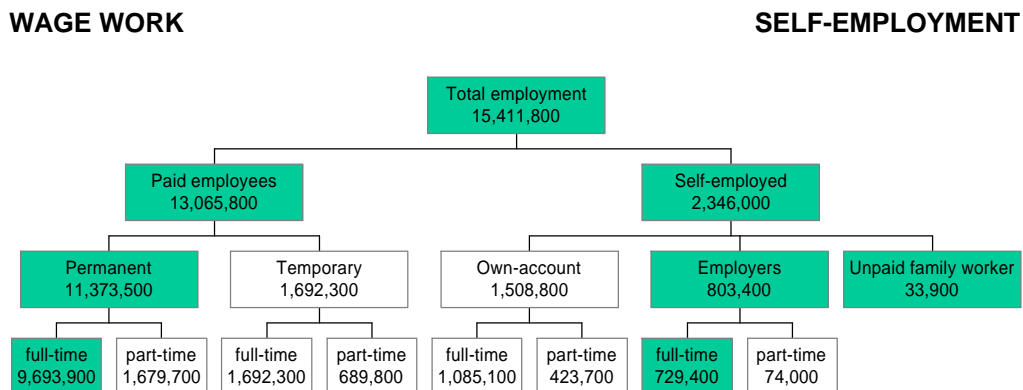 WAGE WORK
SELF-EMPLOYMENT
Total employment
15,411,800
Paid employees
13,065,800
Self-employed
2,346,000
Permanent
11,373,500
Temporary
1,692,300
Own-account
1,508,800
Employers
803,400
Unpaid family worker
33,900
full-time
9,693,900
part-time
1,679,700
full-time
1,692,300
part-time
689,800
full-time
1,085,100
part-time
423,700
full-time
729,400
part-time
74,000